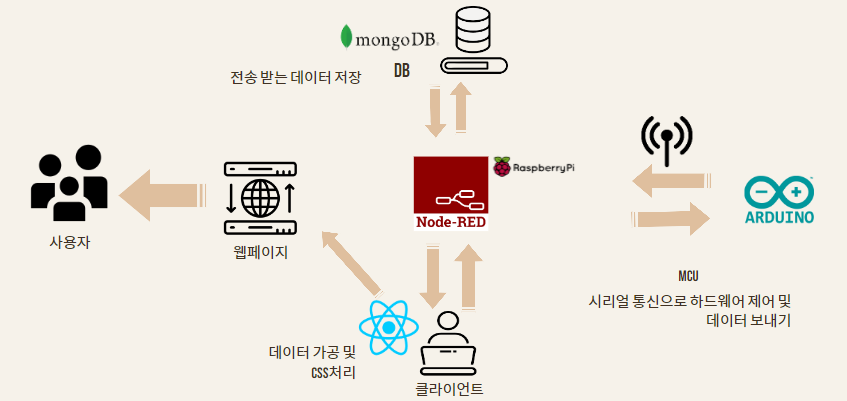 mongoDB.
DB
전송 받는 데이터 저장
RaspberryPi
Node-RED
ARDUINO
사용자
웹페이지
MCU
시리얼 통신으로 하드웨어 제어 및
데이터 보내기
데이터 가공 및
CSS처리
클라이언트